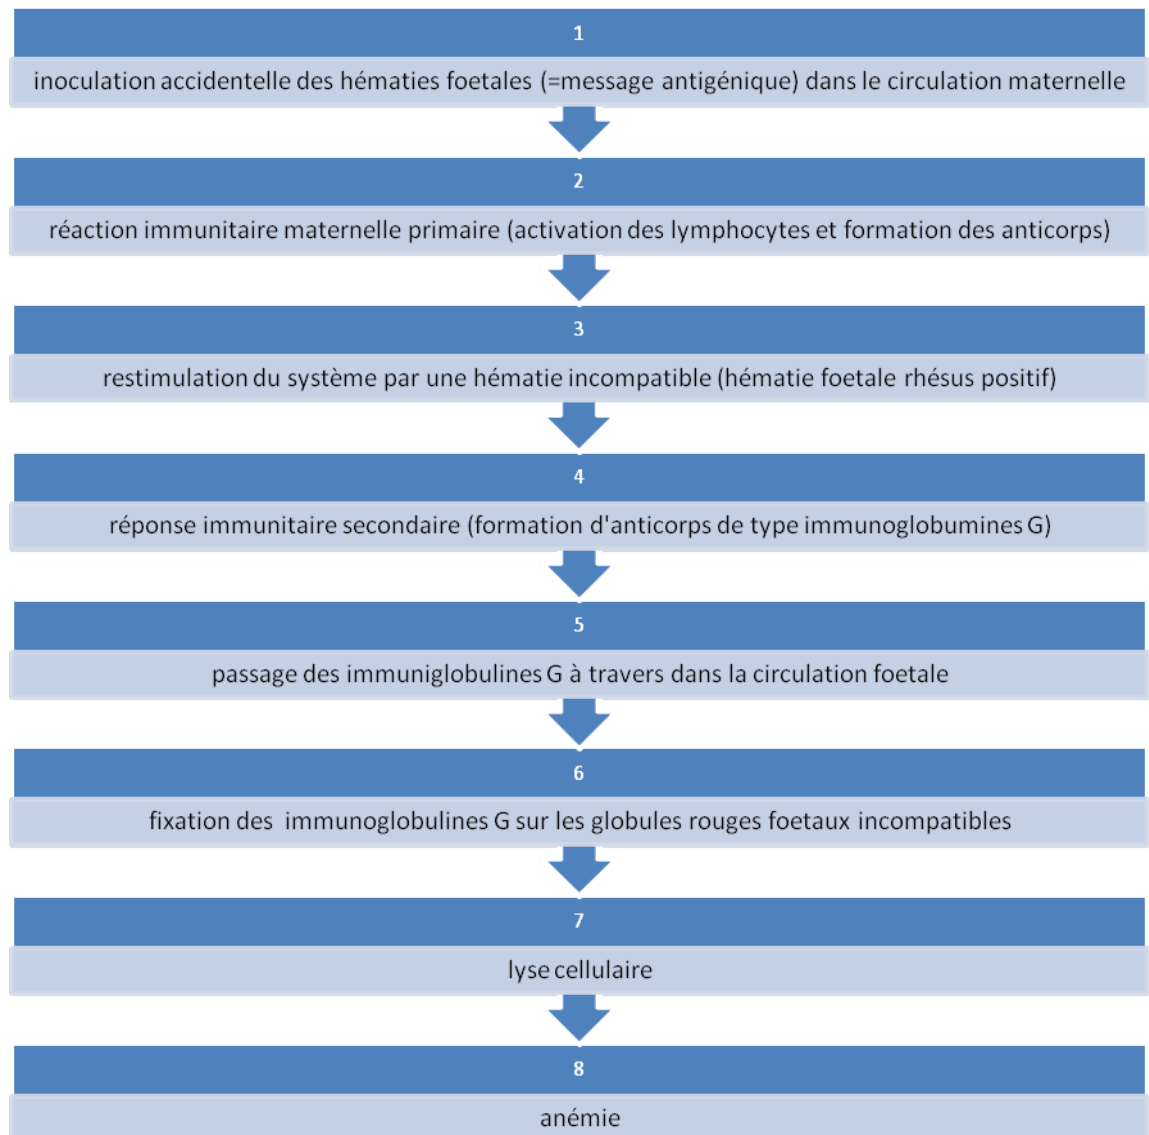 1
inoculation accidentelle des hématies foetales (=message antigénique) dans le circulation maternelle
2
réaction immunitaire maternelle primaire (activation des lymphocytes et formation des anticorps)
3
restimulation du système par une hématie incompatible (hématie foetale rhésus positif)
4
réponse immunitaire secondaire (formation d'anticorps de type immunoglobumines G)
5
passage des immuniglobulines G à travers dans la circulation foetale
6
fixation des immunoglobulines G sur les globules rouges foetaux incompatibles
7
lyse cellulaire
8
anémie